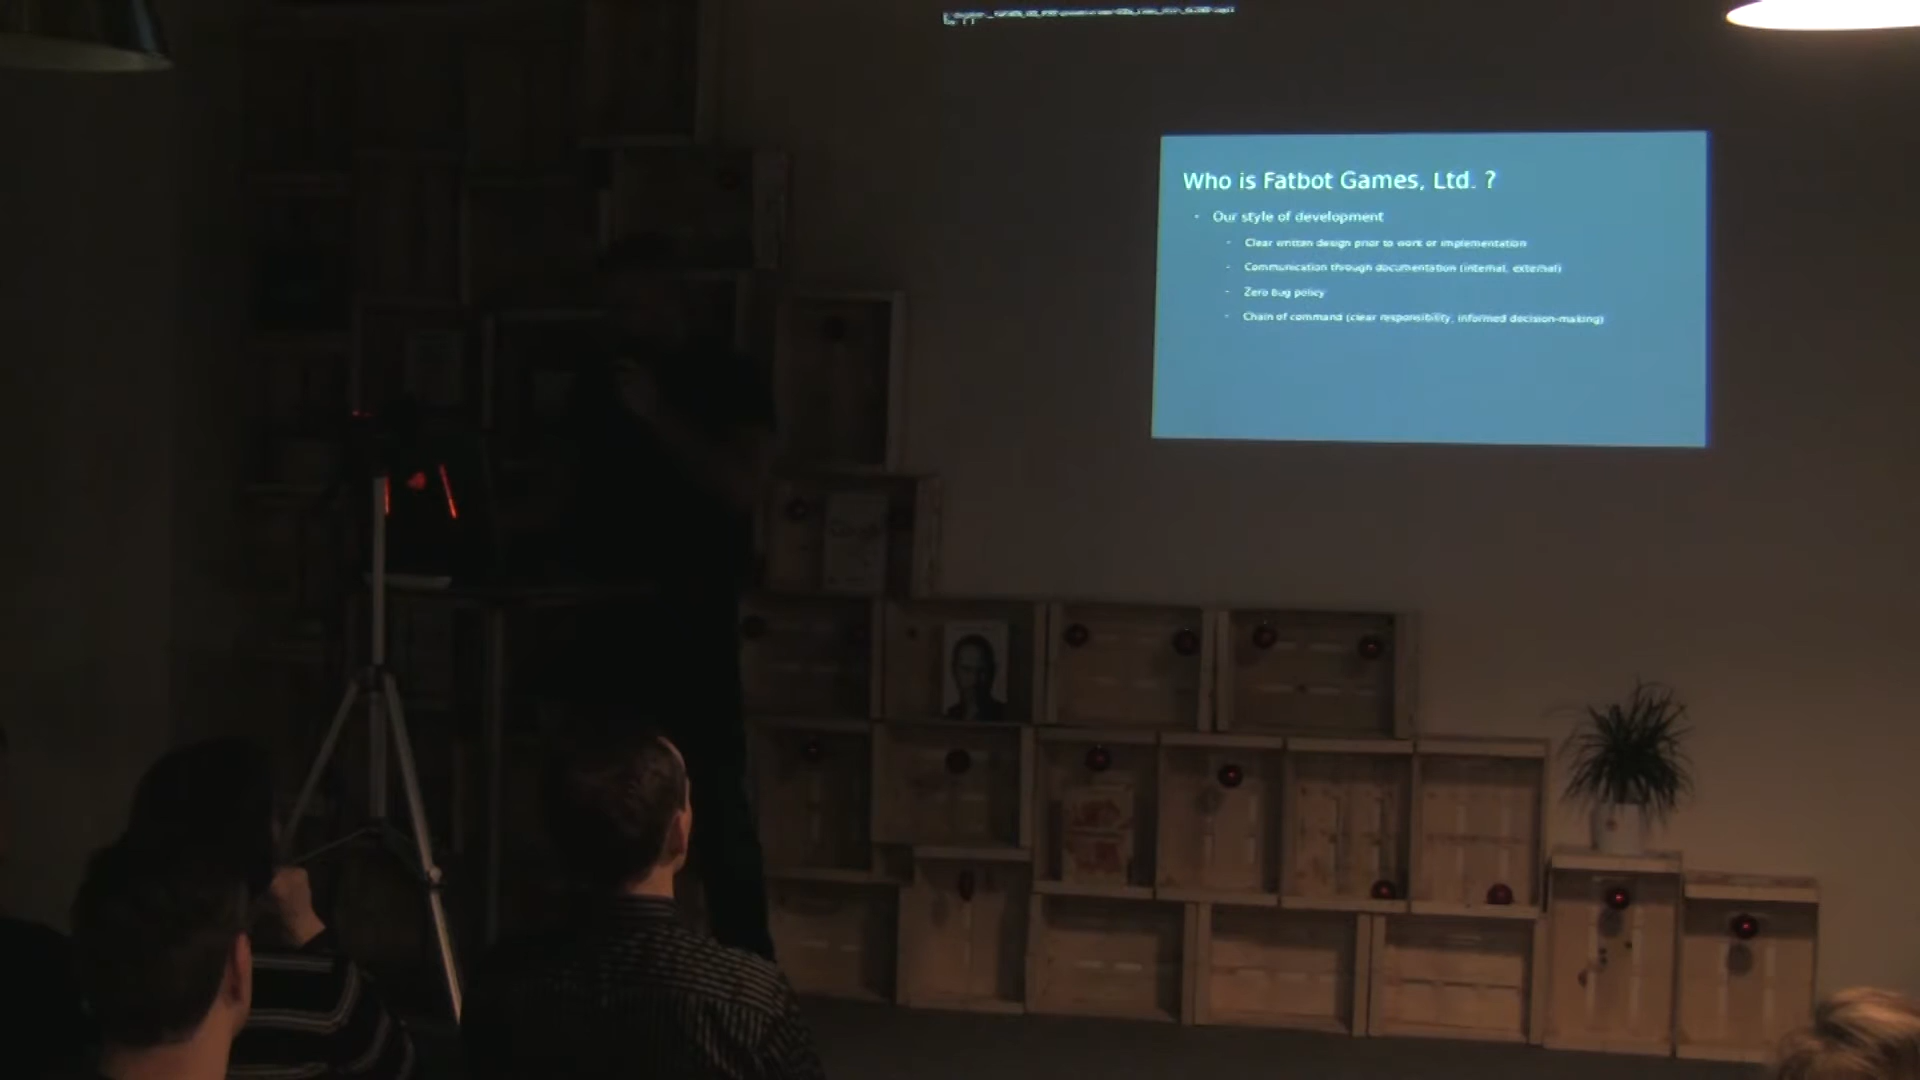 Who is Fatbot Games, Ltd. ?
- Our style of development
- Clear written design prior to work or implementation
- Communication through documentation (internal, external)
- Zero bug policy
- Chain of command (clear responsibility, informed decision-making)